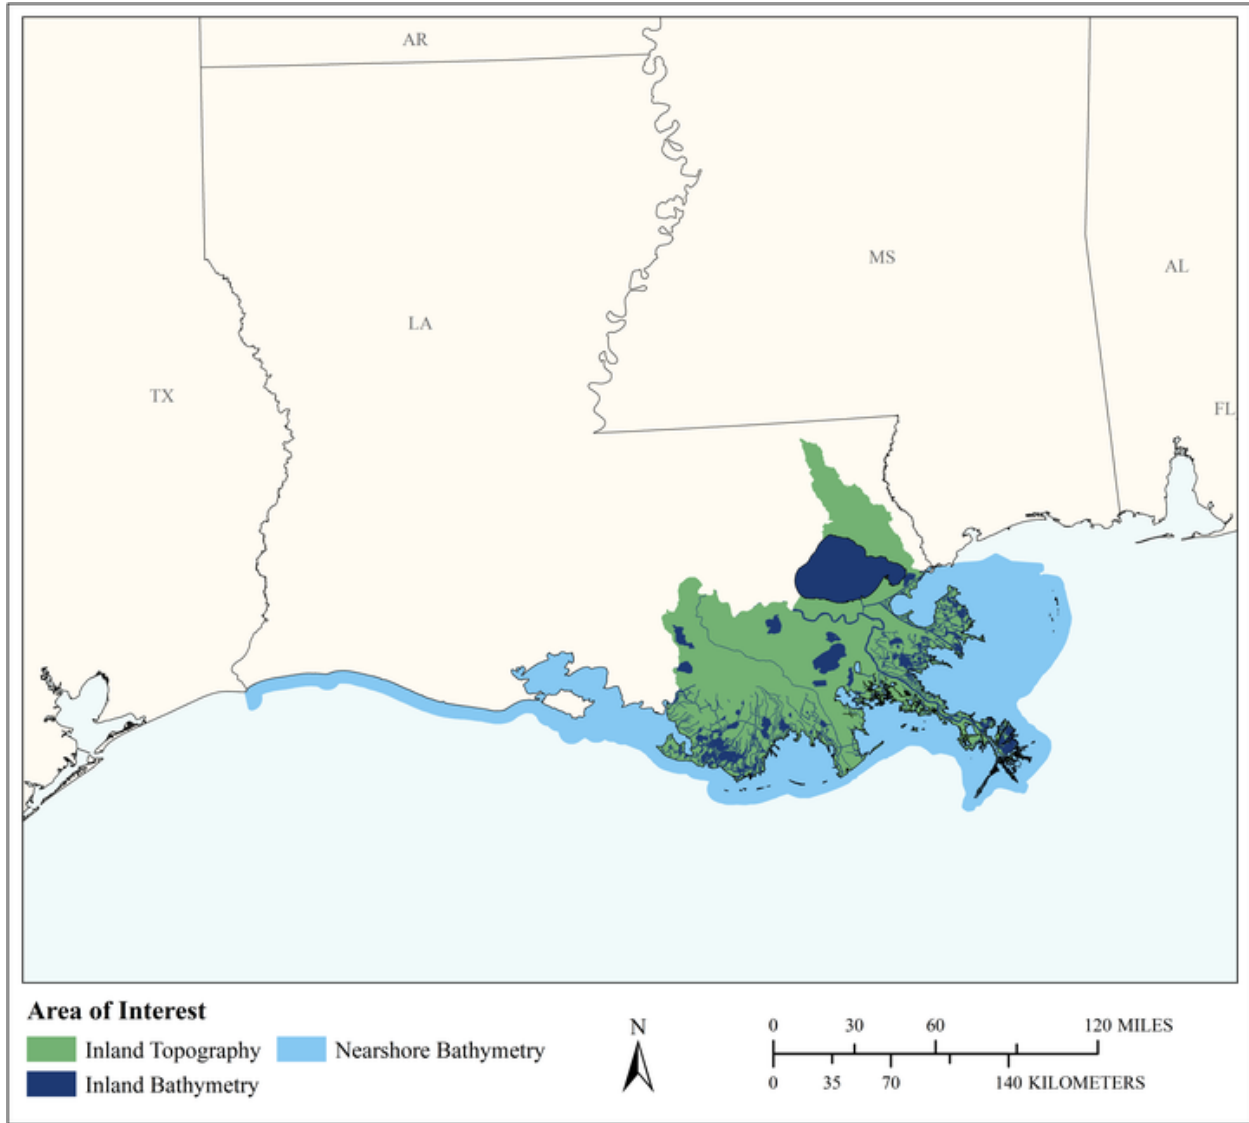 AR
MS
AL
LA
TX
FL
Area of Interest
Inland Topography
Nearshore Bathymetry
Inland Bathymetry
N
0 30 60 120 MILES
0 35 70 140 KILOMETERS